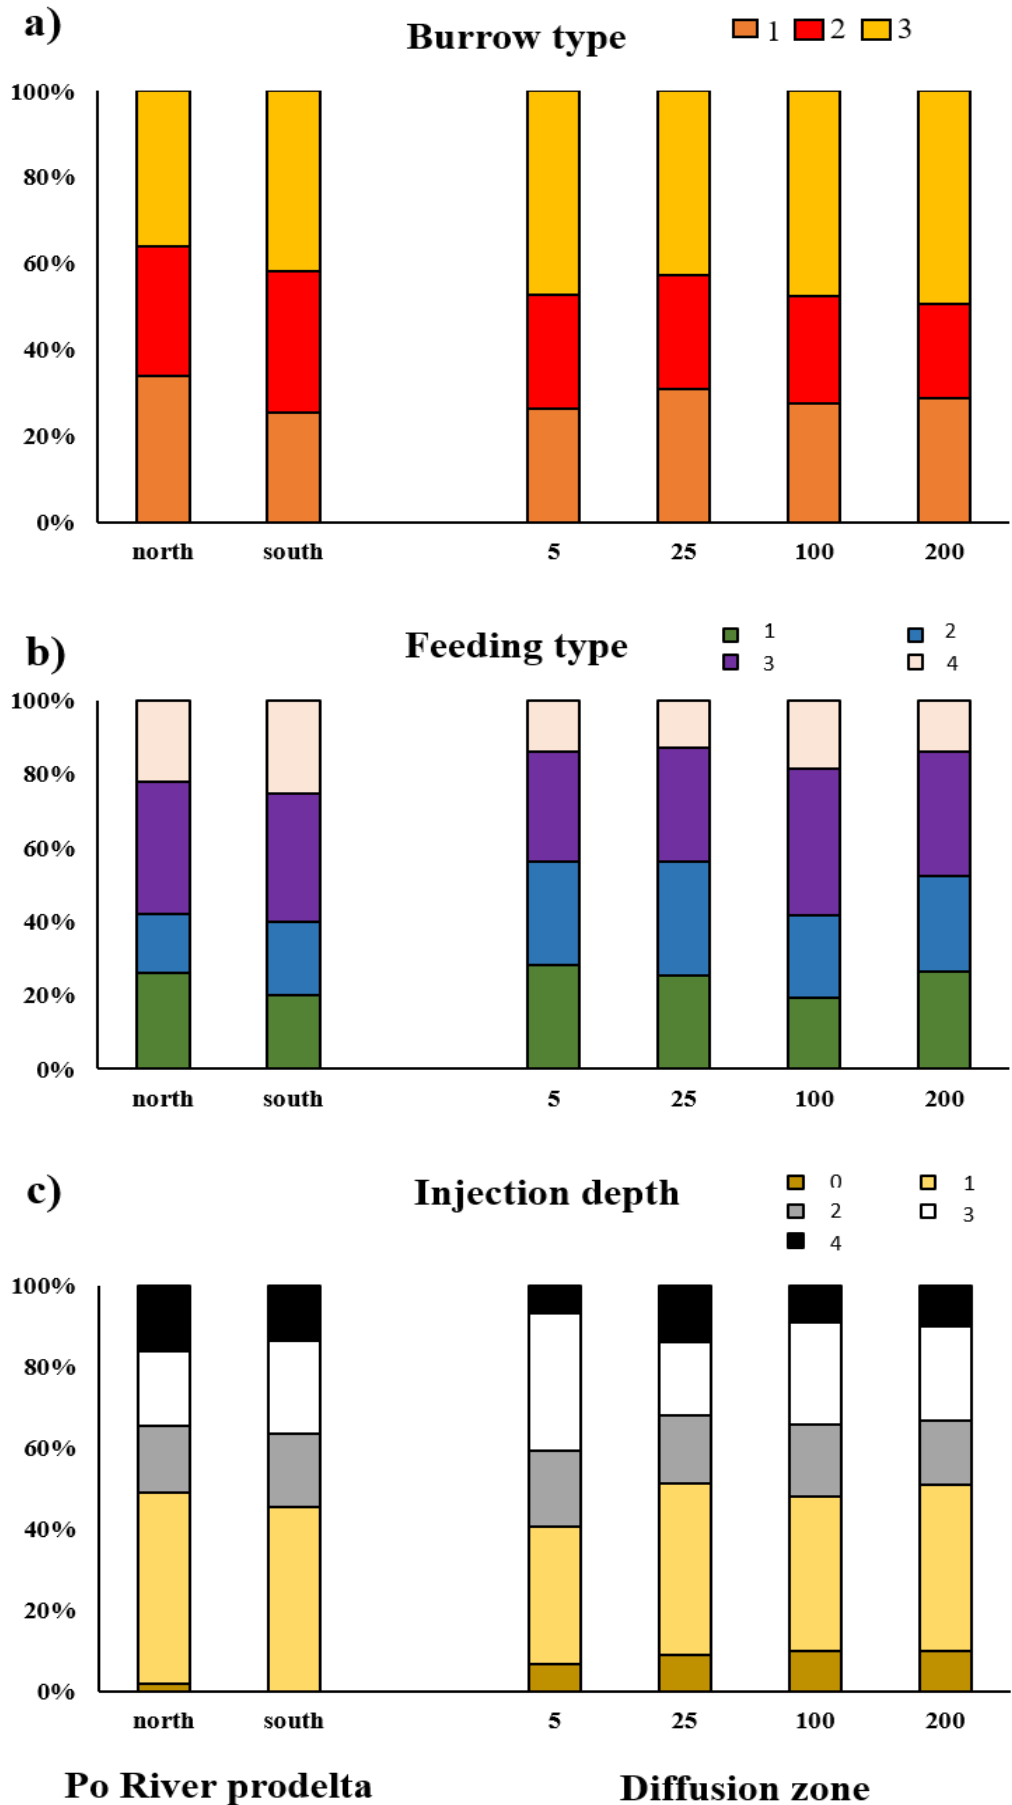 a)
Burrow type
1 2 3
100%
80%
60%
40%
20%
0%
north south 5 25 100 200
b)
Feeding type
1 2
3 4
100%
80%
60%
40%
20%
0%
north south 5 25 100 200
c)
Injection depth
0 1
2 3
4
100%
80%
60%
40%
20%
0%
north south 5 25 100 200
Po River prodelta Diffusion zone